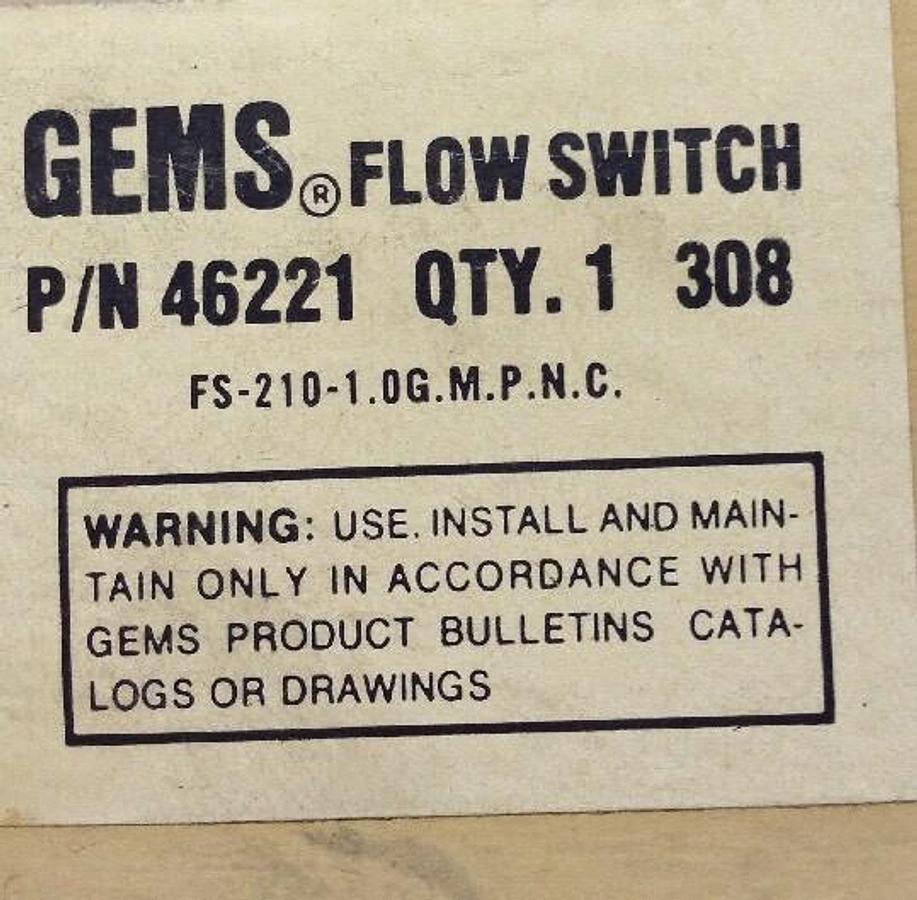 GEMS® FLOW SWITCH
P/N 46221 QTY. 1 308
FS-210-1.0G.M.P.N.C.
WARNING: USE, INSTALL AND MAIN-
TAIN ONLY IN ACCORDANCE WITH
GEMS PRODUCT BULLETINS CATA-
LOGS OR DRAWINGS